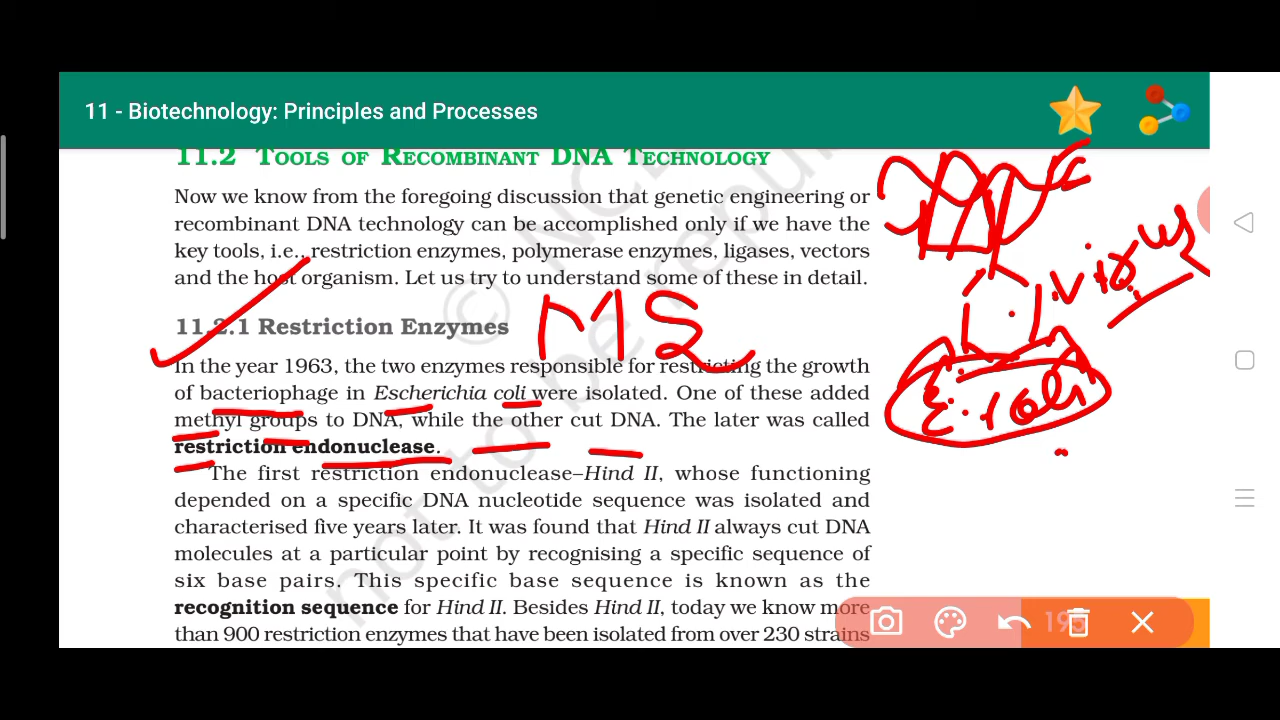 11 - Biotechnology: Principles and Processes
11.2 TOOLS OF RECOMBINANT DNA TECHNOLOGY
Now we know from the foregoing discussion that genetic engineering or
recombinant DNA technology can be accomplished only if we have the
key tools, i.e., restriction enzymes, polymerase enzymes, ligases, vectors
and the host organism. Let us try to understand some of these in detail.
virus
11.2.1 Restriction Enzymes
In the year 1963, the two enzymes responsible for restricting the growth
of bacteriophage in Escherichia coli were isolated. One of these added
E. coli
methyl groups to DNA, while the other cut DNA. The later was called
restriction endonuclease.
The first restriction endonuclease–Hind II, whose functioning
depended on a specific DNA nucleotide sequence was isolated and
characterised five years later. It was found that Hind II always cut DNA
molecules at a particular point by recognising a specific sequence of
six base pairs. This specific base sequence is known as the
recognition sequence for Hind II. Besides Hind II, today we know more
than 900 restriction enzymes that have been isolated from over 230 strains
not to be republ